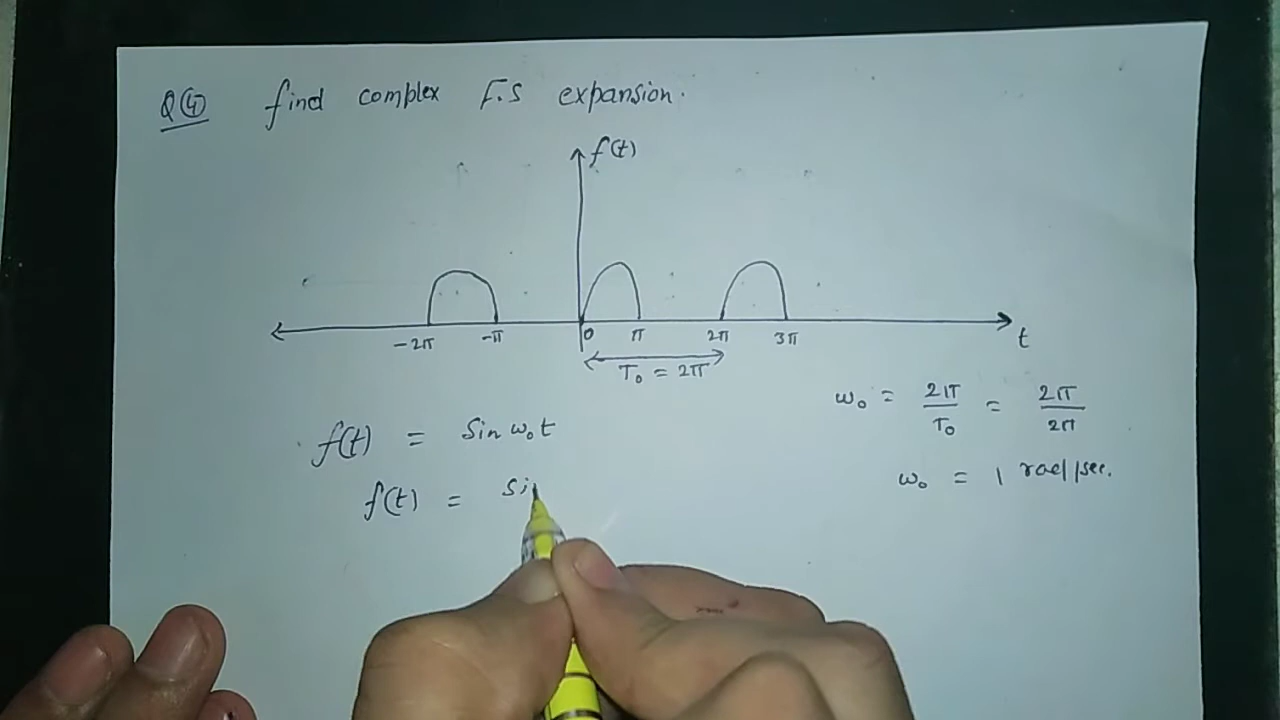 Q④ find complex F.S expansion.
f(t)
-2π -π 0 π 2π 3π t
T₀ = 2π
ω₀ = 2π/T₀ = 2π/2π
f(t) = Sin ω₀t
ω₀ = 1 rad/sec.
f(t) = si